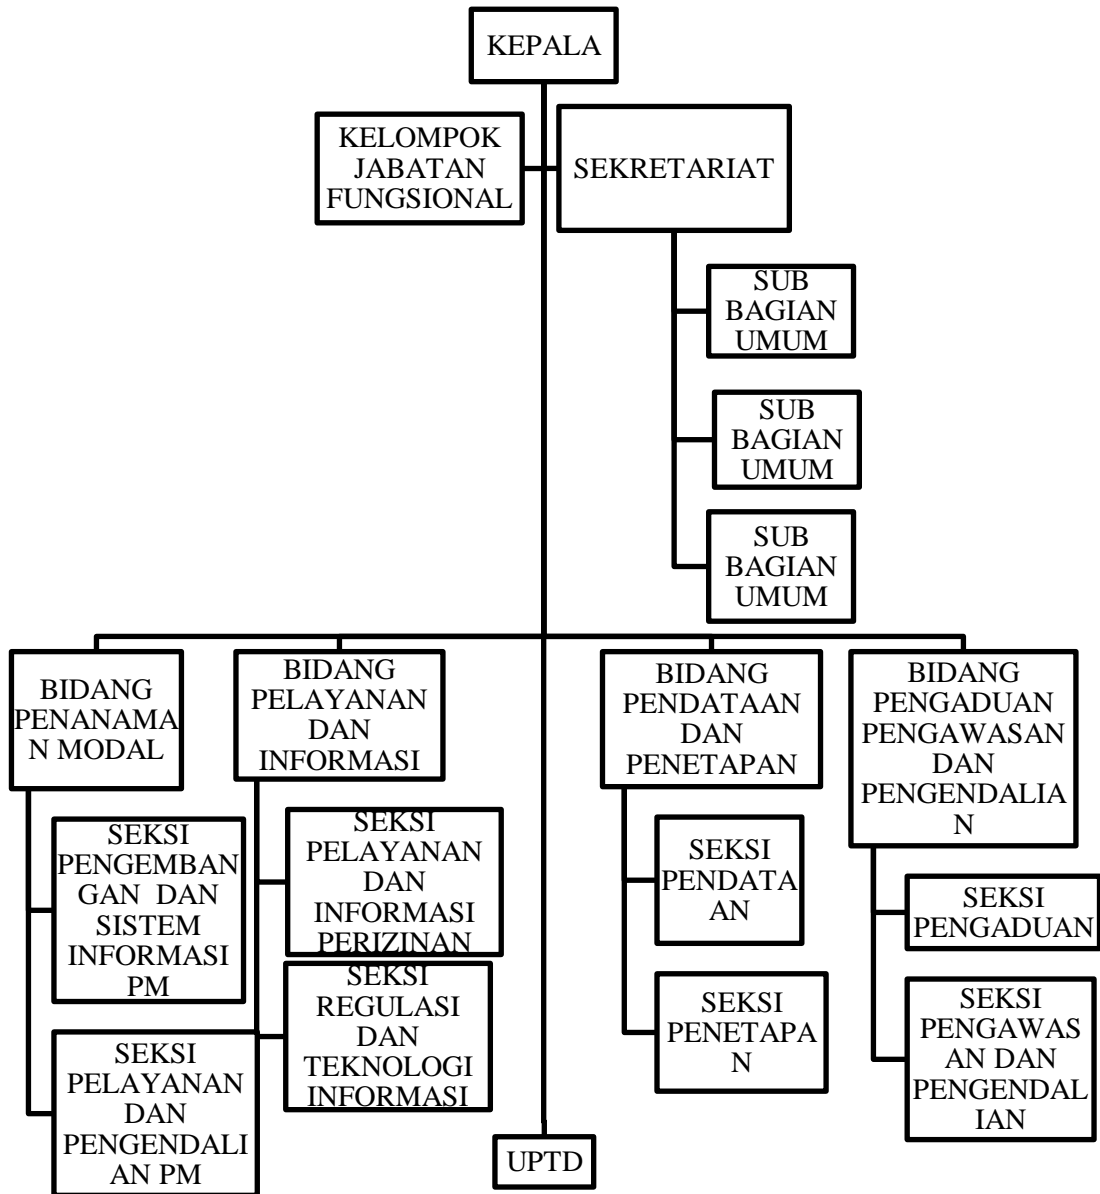 KEPALA
KELOMPOK
JABATAN
FUNGSIONAL
SEKRETARIAT
SUB
BAGIAN
UMUM
SUB
BAGIAN
UMUM
SUB
BAGIAN
UMUM
BIDANG
PENANAMA
N MODAL
SEKSI
PENGEMBAN
GAN DAN
SISTEM
INFORMASI
PM
SEKSI
PELAYANAN
DAN
PENGENDALI
AN PM
BIDANG
PELAYANAN
DAN
INFORMASI
SEKSI
PELAYANAN
DAN
INFORMASI
PERIZINAN
SEKSI
REGULASI
DAN
TEKNOLOGI
INFORMASI
BIDANG
PENDATAAN
DAN
PENETAPAN
SEKSI
PENDATA
AN
SEKSI
PENETAPA
N
BIDANG
PENGADUAN
PENGAWASAN
DAN
PENGENDALIA
N
SEKSI
PENGADUAN
SEKSI
PENGAWAS
AN DAN
PENGENDAL
IAN
UPTD